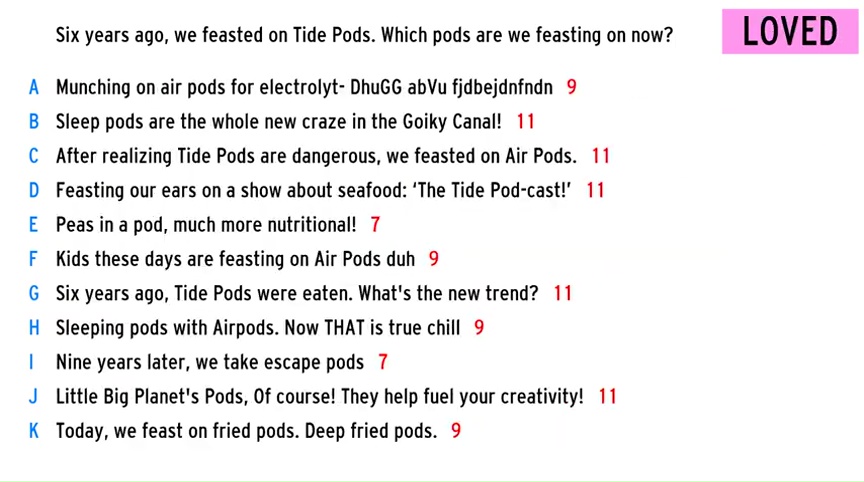 Six years ago, we feasted on Tide Pods. Which pods are we feasting on now?
LOVED
A Munching on air pods for electrolyt- DhuGG abVu fjdbejdnfndn 9
B Sleep pods are the whole new craze in the Goiky Canal! 11
C After realizing Tide Pods are dangerous, we feasted on Air Pods. 11
D Feasting our ears on a show about seafood: ‘The Tide Pod-cast!’ 11
E Peas in a pod, much more nutritional! 7
F Kids these days are feasting on Air Pods duh 9
G Six years ago, Tide Pods were eaten. What's the new trend? 11
H Sleeping pods with Airpods. Now THAT is true chill 9
I Nine years later, we take escape pods 7
J Little Big Planet's Pods, Of course! They help fuel your creativity! 11
K Today, we feast on fried pods. Deep fried pods. 9